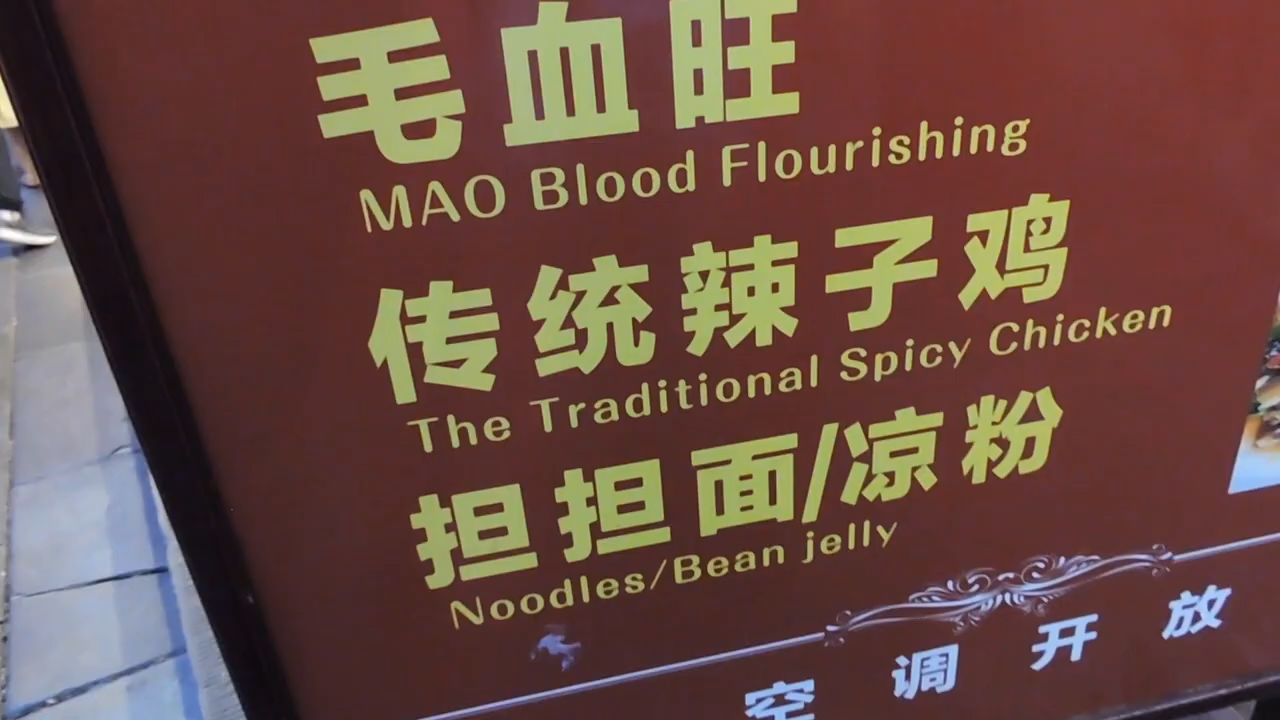 毛血旺
MAO Blood Flourishing
传统辣子鸡
The Traditional Spicy Chicken
担担面/凉粉
Noodles/Bean jelly
空调开放